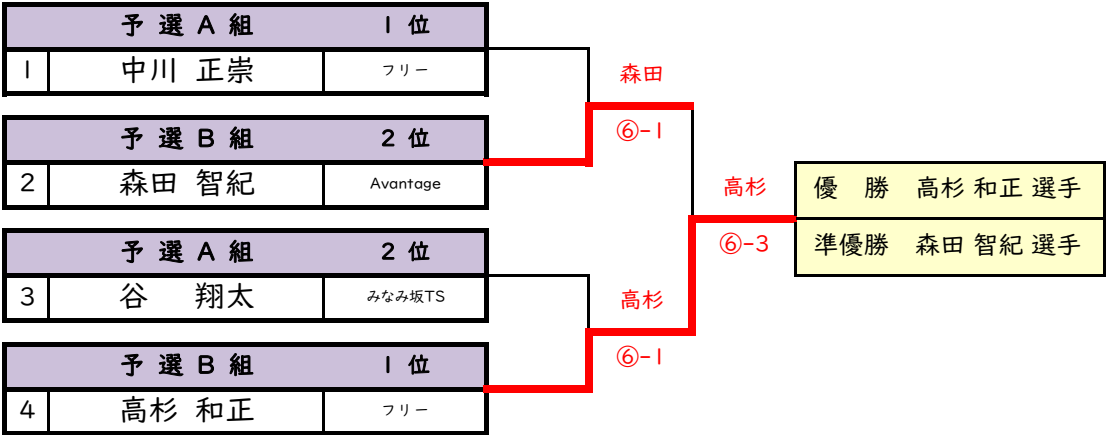 予 選 A 組 1 位
1 中川 正崇 フリー
森田
⑥-1
予 選 B 組 2 位
2 森田 智紀 Avantage
高杉
⑥-3
優 勝 高杉 和正 選手
準優勝 森田 智紀 選手
予 選 A 組 2 位
3 谷 翔太 みなみ坂TS
高杉
⑥-1
予 選 B 組 1 位
4 高杉 和正 フリー